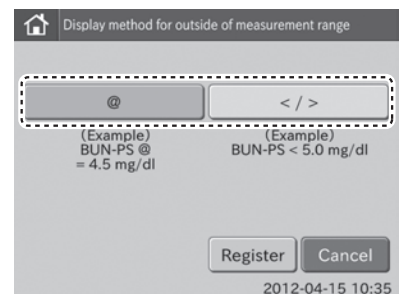 Display method for outside of measurement range
@ < / >
(Example) (Example)
BUN-PS @ BUN-PS < 5.0 mg/dl
= 4.5 mg/dl
Register Cancel
2012-04-15 10:35